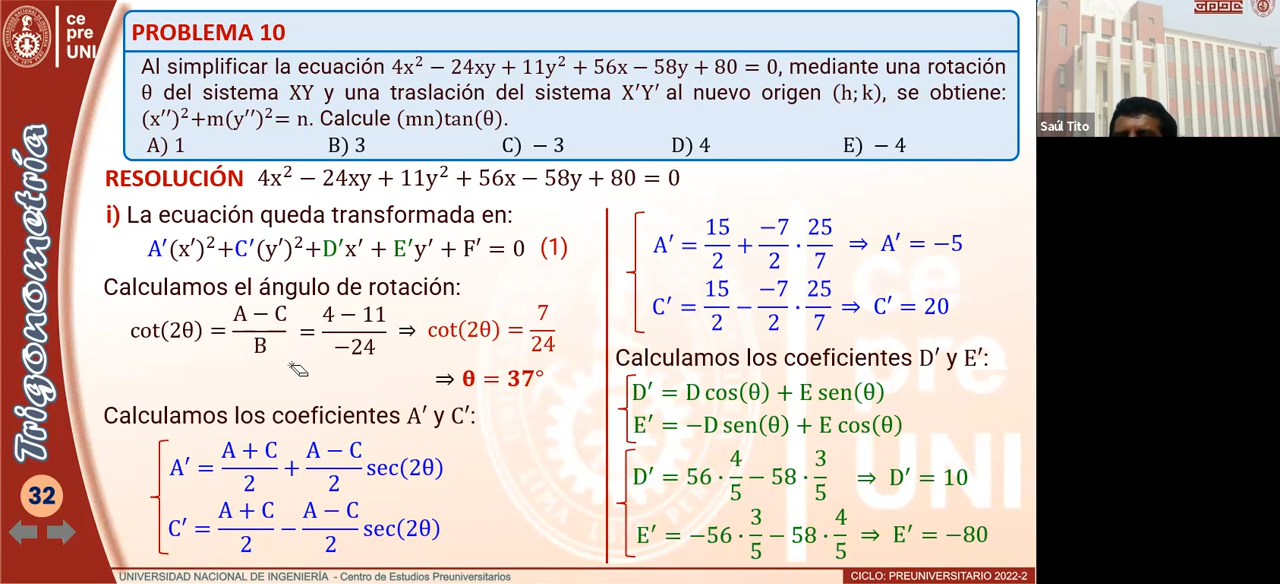 ce
pre
UNI
PROBLEMA 10
Al simplificar la ecuación 4x² − 24xy + 11y² + 56x − 58y + 80 = 0, mediante una rotación
θ del sistema XY y una traslación del sistema X′Y′ al nuevo origen (h; k), se obtiene:
(x′′)²+m(y′′)²= n. Calcule (mn)tan(θ).
A) 1 B) 3 C) − 3 D) 4 E) − 4
RESOLUCIÓN 4x² − 24xy + 11y² + 56x − 58y + 80 = 0
i) La ecuación queda transformada en:
A′(x′)²+C′(y′)²+D′x′ + E′y′ + F′ = 0 (1)
Calculamos el ángulo de rotación:
cot(2θ) = (A − C)/B = (4 − 11)/(−24) ⇒ cot(2θ) = 7/24
⇒ θ = 37°
Calculamos los coeficientes A′ y C′:
A′ = (A + C)/2 + (A − C)/2 sec(2θ)
C′ = (A + C)/2 − (A − C)/2 sec(2θ)
A′ = 15/2 + −7/2 · 25/7 ⇒ A′ = −5
C′ = 15/2 − −7/2 · 25/7 ⇒ C′ = 20
Calculamos los coeficientes D′ y E′:
D′ = D cos(θ) + E sen(θ)
E′ = −D sen(θ) + E cos(θ)
D′ = 56 · 4/5 − 58 · 3/5 ⇒ D′ = 10
E′ = −56 · 3/5 − 58 · 4/5 ⇒ E′ = −80
Trigonometría
32
UNIVERSIDAD NACIONAL DE INGENIERÍA - Centro de Estudios Preuniversitarios
CICLO: PREUNIVERSITARIO 2022-2
Saúl Tito
ce
pre
UNI